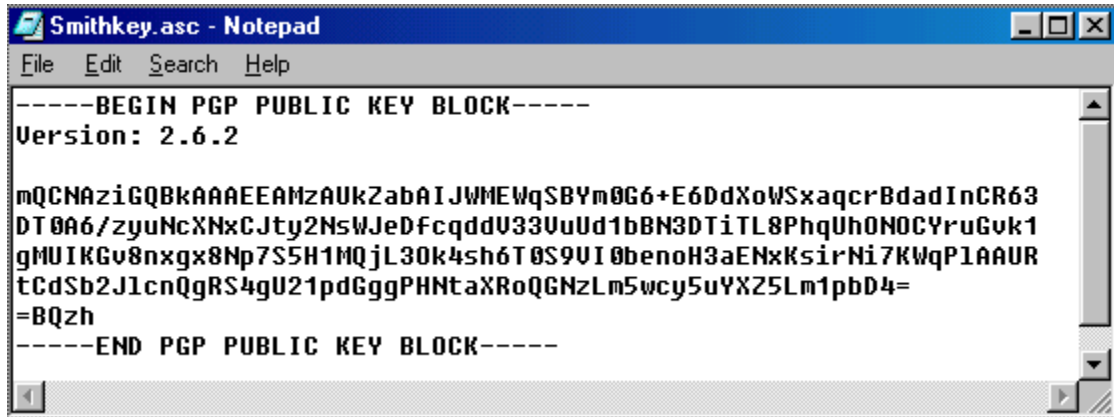 Smithkey.asc - Notepad
File Edit Search Help
-----BEGIN PGP PUBLIC KEY BLOCK-----
Version: 2.6.2
mQCNAziGQBkAAAEEAMzAUkZabAIJWMEWqSBYm0G6+E6DdXoWSxaqcrBdadInCR63
DT0A6/zyuNcXNxCJty2NsWJeDfcqddV33VuUd1bBN3DTiTL8PhqUhONOCYruGvk1
gMUIKGv8nxgx8Np7S5H1MQjL3Ok4sh6T0S9VI0benoH3aENxKsirNi7KWqPlAAUR
tCdSb2JlcnQgRS4gU21pdGggPHNtaXRoQGNzLm5wcy5uYXZ5Lm1pbD4=
=BQzh
-----END PGP PUBLIC KEY BLOCK-----